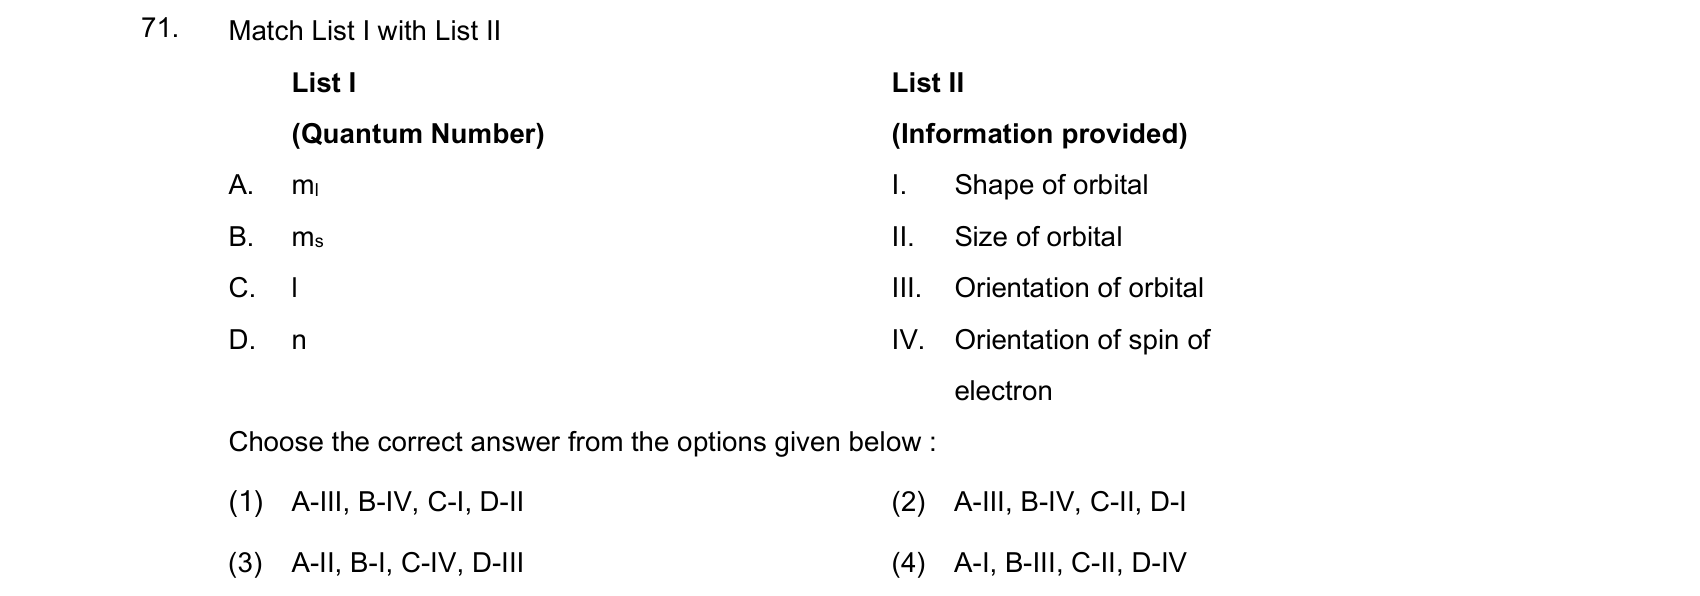 71. Match List I with List II
List I List II
(Quantum Number) (Information provided)
A. ml I. Shape of orbital
B. ms II. Size of orbital
C. l III. Orientation of orbital
D. n IV. Orientation of spin of
electron
Choose the correct answer from the options given below :
(1) A-III, B-IV, C-I, D-II (2) A-III, B-IV, C-II, D-I
(3) A-II, B-I, C-IV, D-III (4) A-I, B-III, C-II, D-IV